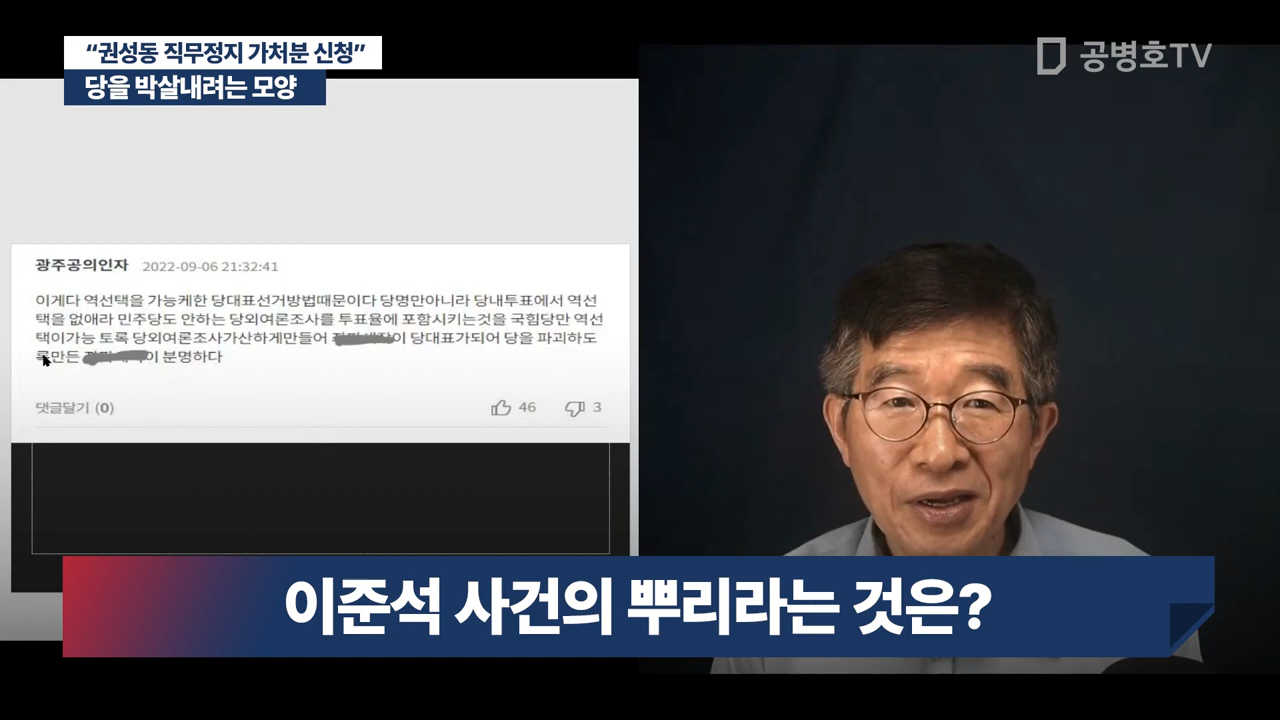 “권성동 직무정지 가처분 신청”
당을 박살내려는 모양
공병호TV
광주공의인자 2022-09-06 21:32:41
이게다 역선택을 가능케한 당대표선거방법때문이다 당명만아니라 당내투표에서 역선
택을 없애라 민주당도 안하는 당외여론조사를 투표율에 포함시키는것을 국힘당만 역선
택이가능 토록 당외여론조사가산하게만들어 이 당대표가되어 당을 파괴하도
록만든 이 분명하다
댓글달기 (0) 46 3
이준석 사건의 뿌리라는 것은?